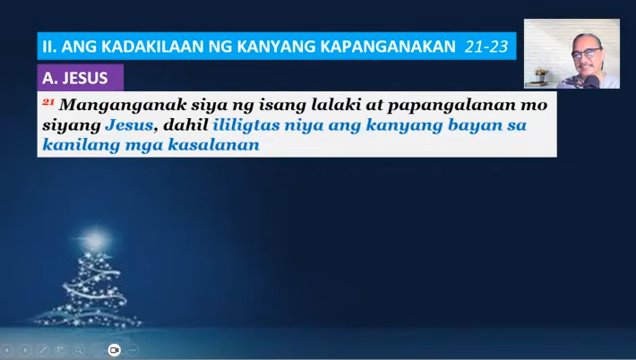 II. ANG KADAKILAAN NG KANYANG KAPANGANAKAN 21-23
A. JESUS
21 Manganganak siya ng isang lalaki at papangalanan mo
siyang Jesus, dahil ililigtas niya ang kanyang bayan sa
kanilang mga kasalanan